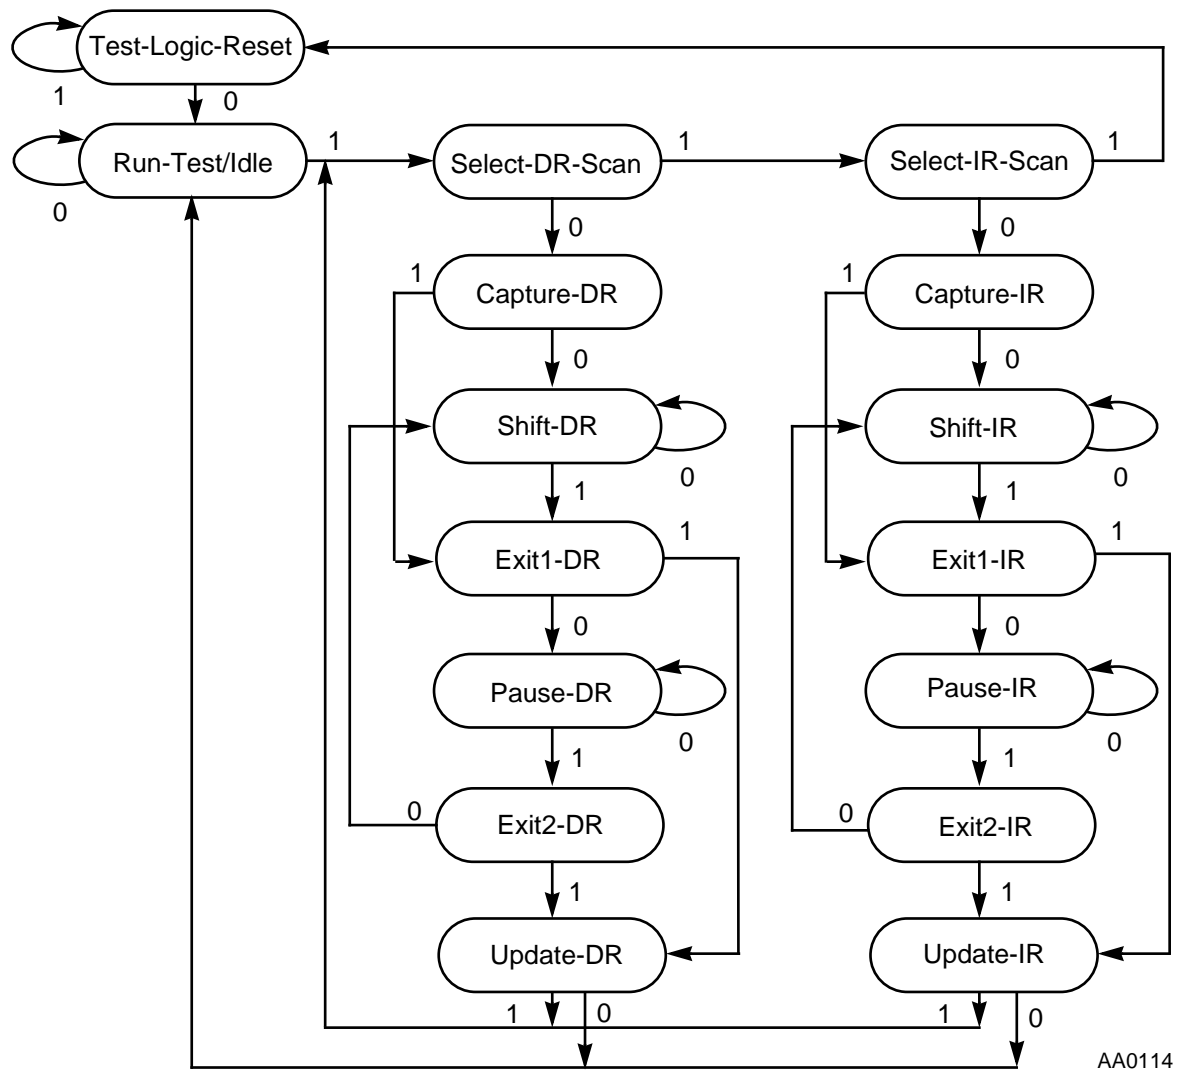 Test-Logic-Reset
1
0
Run-Test/Idle
1
Select-DR-Scan
1
Select-IR-Scan
1
0
0
0
1
Capture-DR
1
Capture-IR
0
0
Shift-DR
Shift-IR
0
0
1
1
Exit1-DR
1
Exit1-IR
1
0
0
Pause-DR
Pause-IR
0
0
1
1
0
Exit2-DR
0
Exit2-IR
1
1
Update-DR
Update-IR
1
0
1
0
AA0114